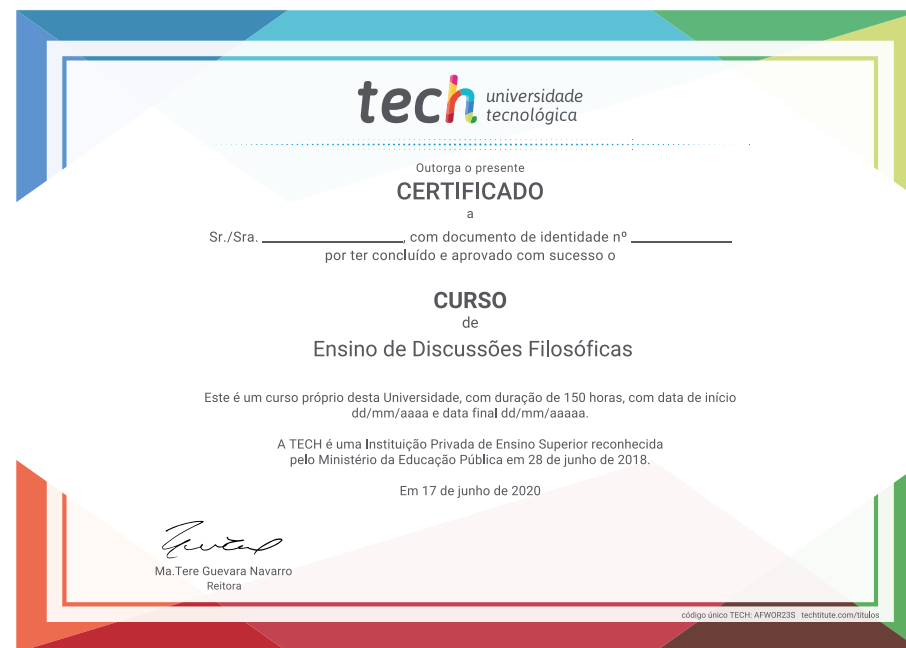 tech universidade
tecnológica
Outorga o presente
CERTIFICADO
a
Sr./Sra. ____________________, com documento de identidade nº ______________
por ter concluído e aprovado com sucesso o
CURSO
de
Ensino de Discussões Filosóficas
Este é um curso próprio desta Universidade, com duração de 150 horas, com data de início
dd/mm/aaaa e data final dd/mm/aaaaa.
A TECH é uma Instituição Privada de Ensino Superior reconhecida
pelo Ministério da Educação Pública em 28 de junho de 2018.
Em 17 de junho de 2020
Ma.Tere Guevara Navarro
Reitora
código único TECH: AFWOR23S techtitute.com/titulos